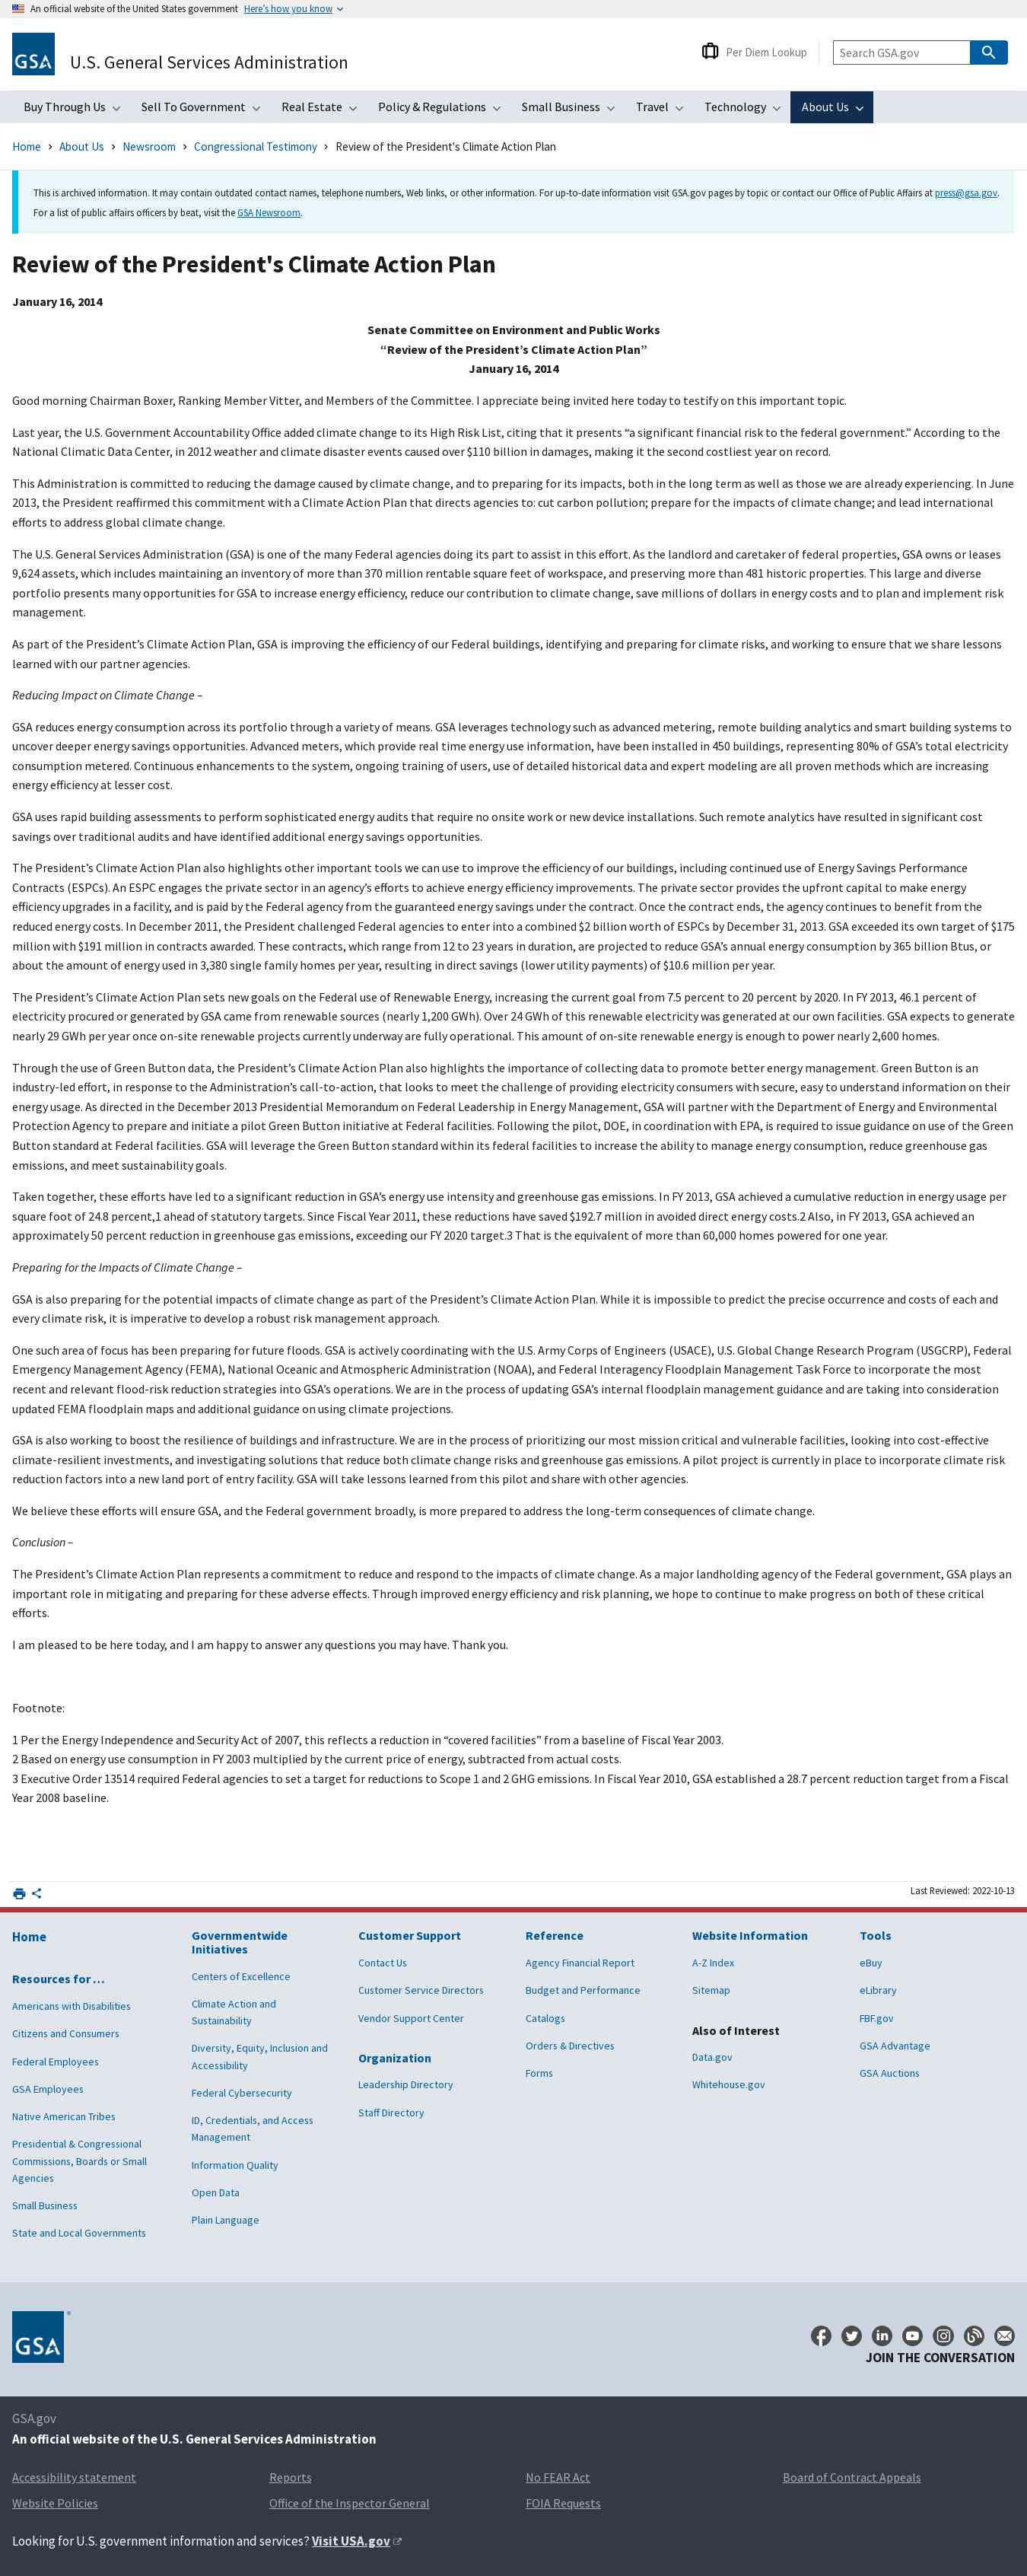 An official website of the United States government Here’s how you know
GSA
U.S. General Services Administration
Per Diem Lookup
Search GSA.gov
Buy Through Us
Sell To Government
Real Estate
Policy & Regulations
Small Business
Travel
Technology
About Us
Home › About Us › Newsroom › Congressional Testimony › Review of the President's Climate Action Plan
This is archived information. It may contain outdated contact names, telephone numbers, Web links, or other information. For up-to-date information visit GSA.gov pages by topic or contact our Office of Public Affairs at press@gsa.gov.
For a list of public affairs officers by beat, visit the GSA Newsroom.
Review of the President's Climate Action Plan
January 16, 2014
Senate Committee on Environment and Public Works
“Review of the President’s Climate Action Plan”
January 16, 2014
Good morning Chairman Boxer, Ranking Member Vitter, and Members of the Committee. I appreciate being invited here today to testify on this important topic.
Last year, the U.S. Government Accountability Office added climate change to its High Risk List, citing that it presents “a significant financial risk to the federal government.” According to the
National Climatic Data Center, in 2012 weather and climate disaster events caused over $110 billion in damages, making it the second costliest year on record.
This Administration is committed to reducing the damage caused by climate change, and to preparing for its impacts, both in the long term as well as those we are already experiencing. In June
2013, the President reaffirmed this commitment with a Climate Action Plan that directs agencies to: cut carbon pollution; prepare for the impacts of climate change; and lead international
efforts to address global climate change.
The U.S. General Services Administration (GSA) is one of the many Federal agencies doing its part to assist in this effort. As the landlord and caretaker of federal properties, GSA owns or leases
9,624 assets, which includes maintaining an inventory of more than 370 million rentable square feet of workspace, and preserving more than 481 historic properties. This large and diverse
portfolio presents many opportunities for GSA to increase energy efficiency, reduce our contribution to climate change, save millions of dollars in energy costs and to plan and implement risk
management.
As part of the President’s Climate Action Plan, GSA is improving the efficiency of our Federal buildings, identifying and preparing for climate risks, and working to ensure that we share lessons
learned with our partner agencies.
Reducing Impact on Climate Change –
GSA reduces energy consumption across its portfolio through a variety of means. GSA leverages technology such as advanced metering, remote building analytics and smart building systems to
uncover deeper energy savings opportunities. Advanced meters, which provide real time energy use information, have been installed in 450 buildings, representing 80% of GSA’s total electricity
consumption metered. Continuous enhancements to the system, ongoing training of users, use of detailed historical data and expert modeling are all proven methods which are increasing
energy efficiency at lesser cost.
GSA uses rapid building assessments to perform sophisticated energy audits that require no onsite work or new device installations. Such remote analytics have resulted in significant cost
savings over traditional audits and have identified additional energy savings opportunities.
The President’s Climate Action Plan also highlights other important tools we can use to improve the efficiency of our buildings, including continued use of Energy Savings Performance
Contracts (ESPCs). An ESPC engages the private sector in an agency’s efforts to achieve energy efficiency improvements. The private sector provides the upfront capital to make energy
efficiency upgrades in a facility, and is paid by the Federal agency from the guaranteed energy savings under the contract. Once the contract ends, the agency continues to benefit from the
reduced energy costs. In December 2011, the President challenged Federal agencies to enter into a combined $2 billion worth of ESPCs by December 31, 2013. GSA exceeded its own target of $175
million with $191 million in contracts awarded. These contracts, which range from 12 to 23 years in duration, are projected to reduce GSA’s annual energy consumption by 365 billion Btus, or
about the amount of energy used in 3,380 single family homes per year, resulting in direct savings (lower utility payments) of $10.6 million per year.
The President’s Climate Action Plan sets new goals on the Federal use of Renewable Energy, increasing the current goal from 7.5 percent to 20 percent by 2020. In FY 2013, 46.1 percent of
electricity procured or generated by GSA came from renewable sources (nearly 1,200 GWh). Over 24 GWh of this renewable electricity was generated at our own facilities. GSA expects to generate
nearly 29 GWh per year once on-site renewable projects currently underway are fully operational. This amount of on-site renewable energy is enough to power nearly 2,600 homes.
Through the use of Green Button data, the President’s Climate Action Plan also highlights the importance of collecting data to promote better energy management. Green Button is an
industry-led effort, in response to the Administration’s call-to-action, that looks to meet the challenge of providing electricity consumers with secure, easy to understand information on their
energy usage. As directed in the December 2013 Presidential Memorandum on Federal Leadership in Energy Management, GSA will partner with the Department of Energy and Environmental
Protection Agency to prepare and initiate a pilot Green Button initiative at Federal facilities. Following the pilot, DOE, in coordination with EPA, is required to issue guidance on use of the Green
Button standard at Federal facilities. GSA will leverage the Green Button standard within its federal facilities to increase the ability to manage energy consumption, reduce greenhouse gas
emissions, and meet sustainability goals.
Taken together, these efforts have led to a significant reduction in GSA’s energy use intensity and greenhouse gas emissions. In FY 2013, GSA achieved a cumulative reduction in energy usage per
square foot of 24.8 percent,1 ahead of statutory targets. Since Fiscal Year 2011, these reductions have saved $192.7 million in avoided direct energy costs.2 Also, in FY 2013, GSA achieved an
approximately 50 percent reduction in greenhouse gas emissions, exceeding our FY 2020 target.3 That is the equivalent of more than 60,000 homes powered for one year.
Preparing for the Impacts of Climate Change –
GSA is also preparing for the potential impacts of climate change as part of the President’s Climate Action Plan. While it is impossible to predict the precise occurrence and costs of each and
every climate risk, it is imperative to develop a robust risk management approach.
One such area of focus has been preparing for future floods. GSA is actively coordinating with the U.S. Army Corps of Engineers (USACE), U.S. Global Change Research Program (USGCRP), Federal
Emergency Management Agency (FEMA), National Oceanic and Atmospheric Administration (NOAA), and Federal Interagency Floodplain Management Task Force to incorporate the most
recent and relevant flood-risk reduction strategies into GSA’s operations. We are in the process of updating GSA’s internal floodplain management guidance and are taking into consideration
updated FEMA floodplain maps and additional guidance on using climate projections.
GSA is also working to boost the resilience of buildings and infrastructure. We are in the process of prioritizing our most mission critical and vulnerable facilities, looking into cost-effective
climate-resilient investments, and investigating solutions that reduce both climate change risks and greenhouse gas emissions. A pilot project is currently in place to incorporate climate risk
reduction factors into a new land port of entry facility. GSA will take lessons learned from this pilot and share with other agencies.
We believe these efforts will ensure GSA, and the Federal government broadly, is more prepared to address the long-term consequences of climate change.
Conclusion –
The President’s Climate Action Plan represents a commitment to reduce and respond to the impacts of climate change. As a major landholding agency of the Federal government, GSA plays an
important role in mitigating and preparing for these adverse effects. Through improved energy efficiency and risk planning, we hope to continue to make progress on both of these critical
efforts.
I am pleased to be here today, and I am happy to answer any questions you may have. Thank you.
Footnote:
1 Per the Energy Independence and Security Act of 2007, this reflects a reduction in “covered facilities” from a baseline of Fiscal Year 2003.
2 Based on energy use consumption in FY 2003 multiplied by the current price of energy, subtracted from actual costs.
3 Executive Order 13514 required Federal agencies to set a target for reductions to Scope 1 and 2 GHG emissions. In Fiscal Year 2010, GSA established a 28.7 percent reduction target from a Fiscal
Year 2008 baseline.
Last Reviewed: 2022-10-13
Home
Resources for …
Americans with Disabilities
Citizens and Consumers
Federal Employees
GSA Employees
Native American Tribes
Presidential & Congressional
Commissions, Boards or Small
Agencies
Small Business
State and Local Governments
Governmentwide
Initiatives
Centers of Excellence
Climate Action and
Sustainability
Diversity, Equity, Inclusion and
Accessibility
Federal Cybersecurity
ID, Credentials, and Access
Management
Information Quality
Open Data
Plain Language
Customer Support
Contact Us
Customer Service Directors
Vendor Support Center
Organization
Leadership Directory
Staff Directory
Reference
Agency Financial Report
Budget and Performance
Catalogs
Orders & Directives
Forms
Website Information
A-Z Index
Sitemap
Also of Interest
Data.gov
Whitehouse.gov
Tools
eBuy
eLibrary
FBF.gov
GSA Advantage
GSA Auctions
GSA
JOIN THE CONVERSATION
GSA.gov
An official website of the U.S. General Services Administration
Accessibility statement
Reports
No FEAR Act
Board of Contract Appeals
Website Policies
Office of the Inspector General
FOIA Requests
Looking for U.S. government information and services? Visit USA.gov